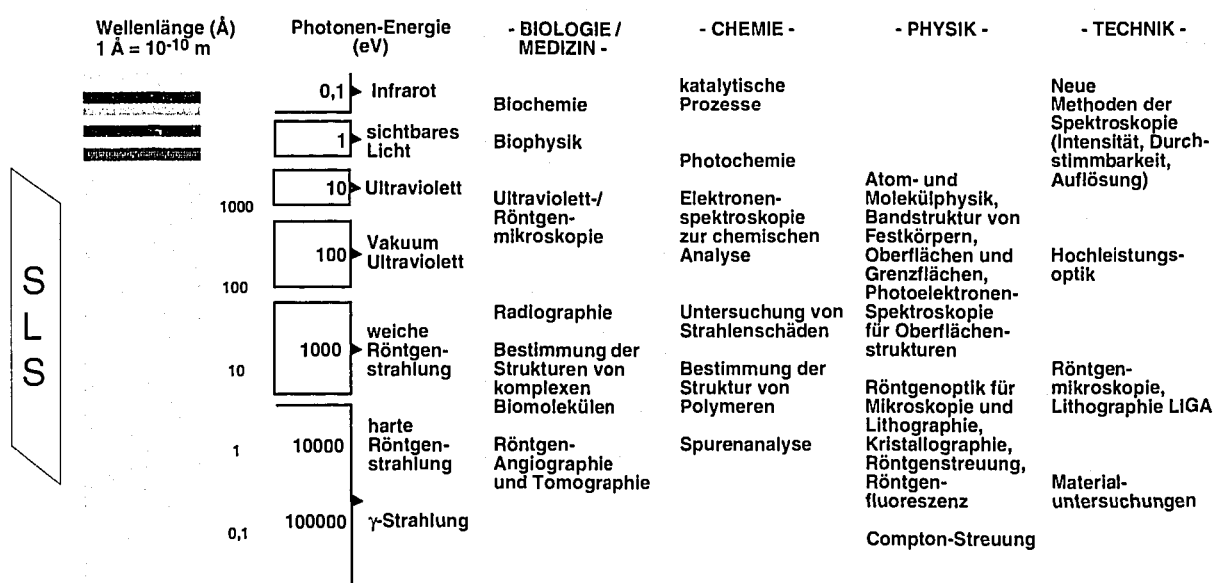 Wellenlänge (Å)
1 Å = 10-10 m
Photonen-Energie
(eV)
- BIOLOGIE /
MEDIZIN -
- CHEMIE -
- PHYSIK -
- TECHNIK -
S
L
S
1000
100
10
1
0,1
0,1
Infrarot
1
sichtbares
Licht
10
Ultraviolett
100
Vakuum
Ultraviolett
1000
weiche
Röntgen-
strahlung
10000
harte
Röntgen-
strahlung
100000
γ-Strahlung
Biochemie
Biophysik
Ultraviolett-/
Röntgen-
mikroskopie
Radiographie
Bestimmung der
Strukturen von
komplexen
Biomolekülen
Röntgen-
Angiographie
und Tomographie
katalytische
Prozesse
Photochemie
Elektronen-
spektroskopie
zur chemischen
Analyse
Untersuchung von
Strahlenschäden
Bestimmung der
Struktur von
Polymeren
Spurenanalyse
Atom- und
Molekülphysik,
Bandstruktur von
Festkörpern,
Oberflächen und
Grenzflächen,
Photoelektronen-
Spektroskopie
für Oberflächen-
strukturen
Röntgenoptik für
Mikroskopie und
Lithographie,
Kristallographie,
Röntgenstreuung,
Röntgen-
fluoreszenz
Compton-Streuung
Neue
Methoden der
Spektroskopie
(Intensität, Durch-
stimmbarkeit,
Auflösung)
Hochleistungs-
optik
Röntgen-
mikroskopie,
Lithographie LIGA
Material-
untersuchungen